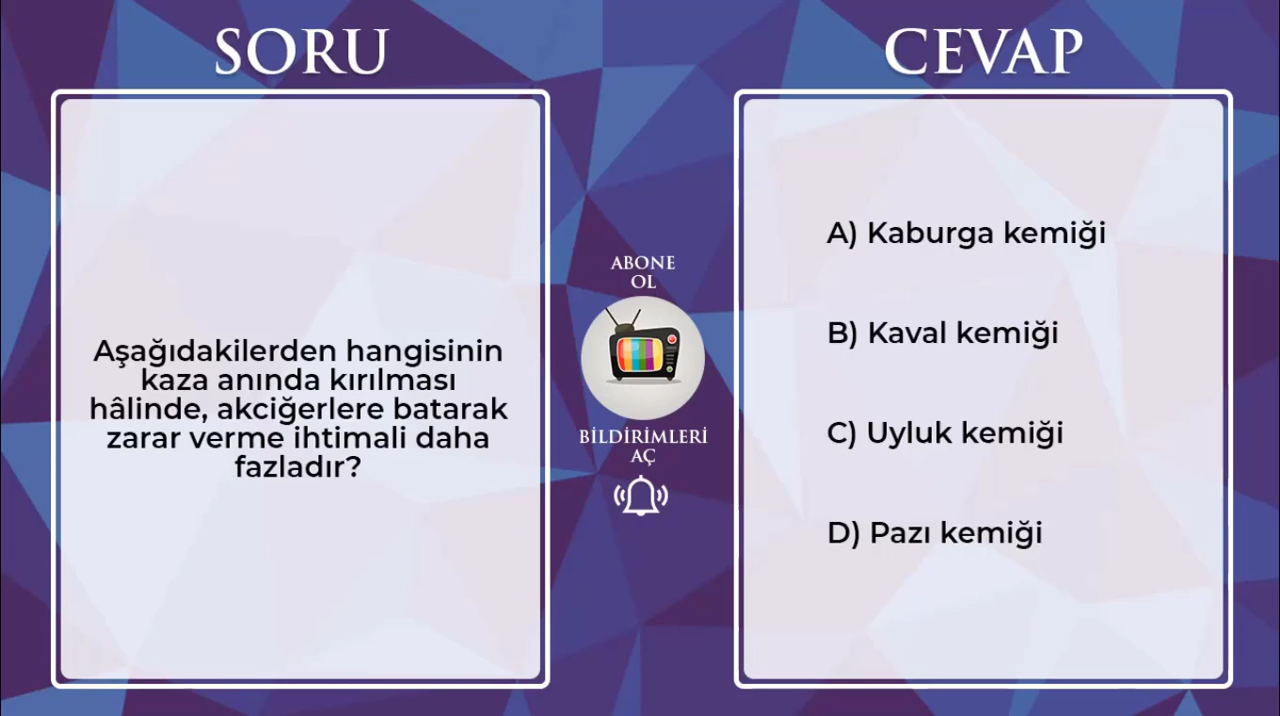 SORU
Aşağıdakilerden hangisinin
kaza anında kırılması
hâlinde, akciğerlere batarak
zarar verme ihtimali daha
fazladır?
ABONE
OL
BİLDİRİMLERİ
AÇ
CEVAP
A) Kaburga kemiği
B) Kaval kemiği
C) Uyluk kemiği
D) Pazı kemiği